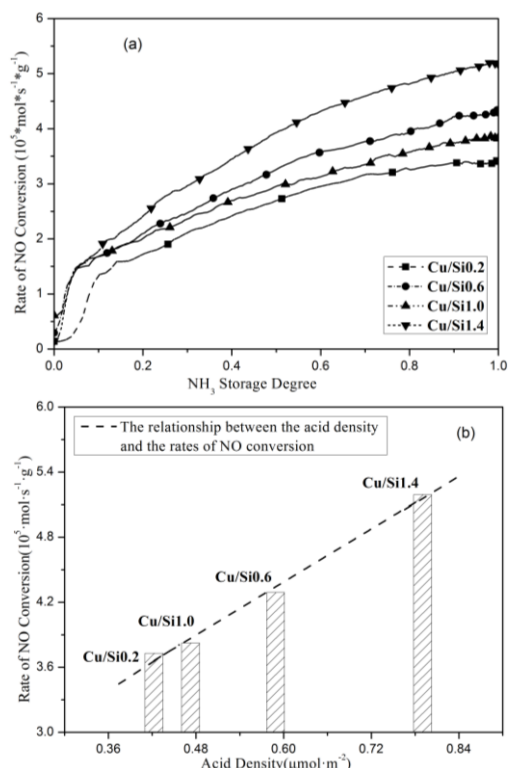 (a)
Rate of NO Conversion (10⁵*mol*s⁻¹*g⁻¹)
6
5
4
3
2
1
0
Cu/Si0.2
Cu/Si0.6
Cu/Si1.0
Cu/Si1.4
0.0 0.2 0.4 0.6 0.8 1.0
NH₃ Storage Degree
(b)
The relationship between the acid density
and the rates of NO conversion
Rate of NO Conversion(10⁵·mol·s⁻¹·g⁻¹)
6.0
5.4
4.8
4.2
3.6
3.0
Cu/Si1.4
Cu/Si0.6
Cu/Si1.0
Cu/Si0.2
0.36 0.48 0.60 0.72 0.84
Acid Density(μmol·m⁻²)